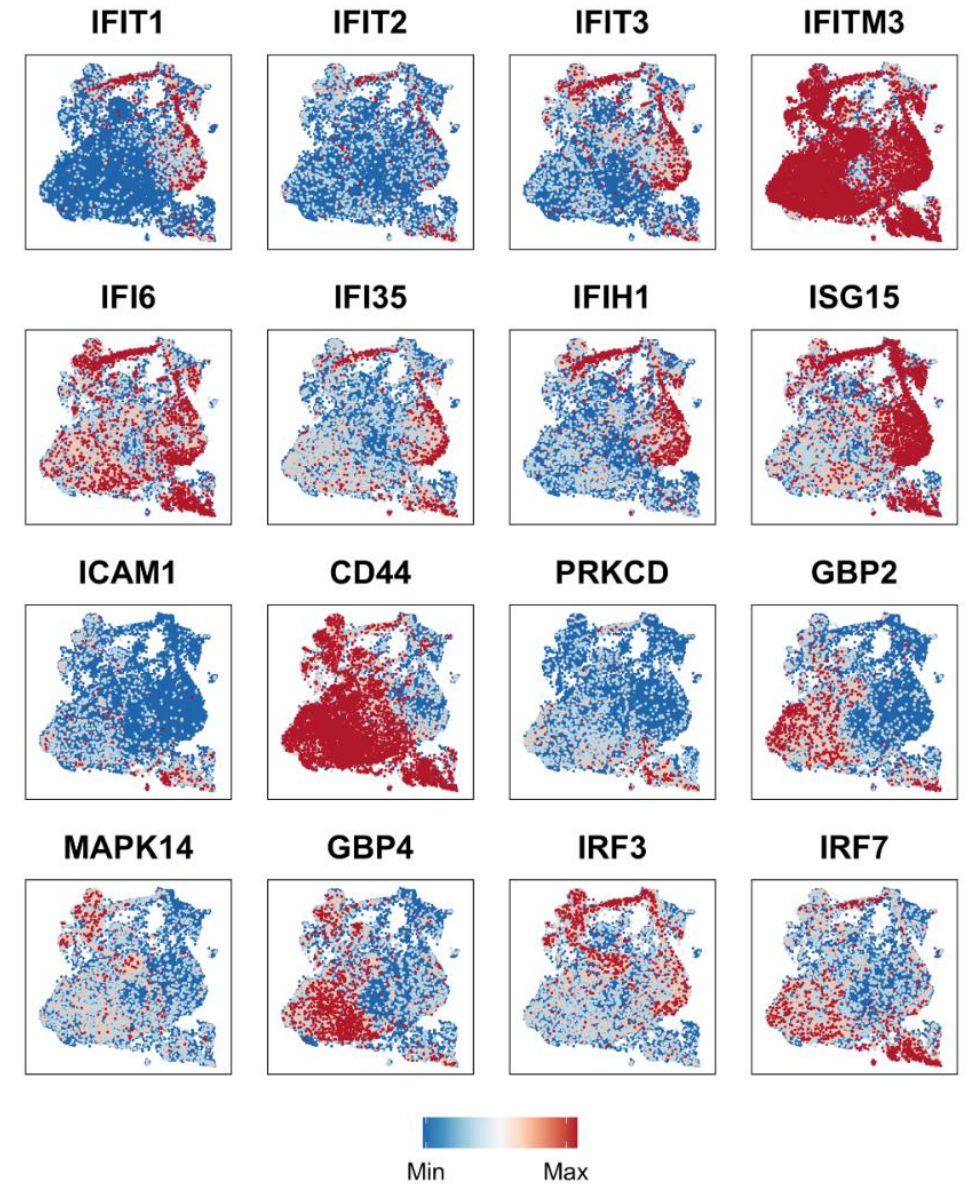 IFIT1 IFIT2 IFIT3 IFITM3
IFI6 IFI35 IFIH1 ISG15
ICAM1 CD44 PRKCD GBP2
MAPK14 GBP4 IRF3 IRF7
Min Max